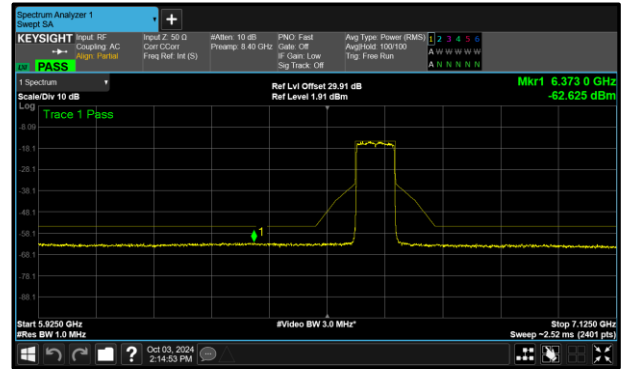 Spectrum Analyzer 1
Swept SA
+
KEYSIGHT Input: RF Input Z: 50 Ω #Atten: 10 dB PNO: Fast Avg Type: Power (RMS) 1 2 3 4 5 6
Coupling: AC Corr CCorr Preamp: 8.40 GHz Gate: Off Avg|Hold: 100/100 A W W W W W
Align: Partial Freq Ref: Int (S) IF Gain: Low Trig: Free Run
Sig Track: Off A N N N N N
PASS
1 Spectrum Ref Lvl Offset 29.91 dB Mkr1 6.373 0 GHz
Scale/Div 10 dB Ref Level 1.91 dBm -62.625 dBm
Log
Trace 1 Pass
-8.09
-18.1
-28.1
-38.1
-48.1
-58.1
1
-68.1
-78.1
-88.1
Start 5.9250 GHz #Video BW 3.0 MHz* Stop 7.1250 GHz
#Res BW 1.0 MHz Sweep ~2.52 ms (2401 pts)
? Oct 03, 2024
2:14:53 PM